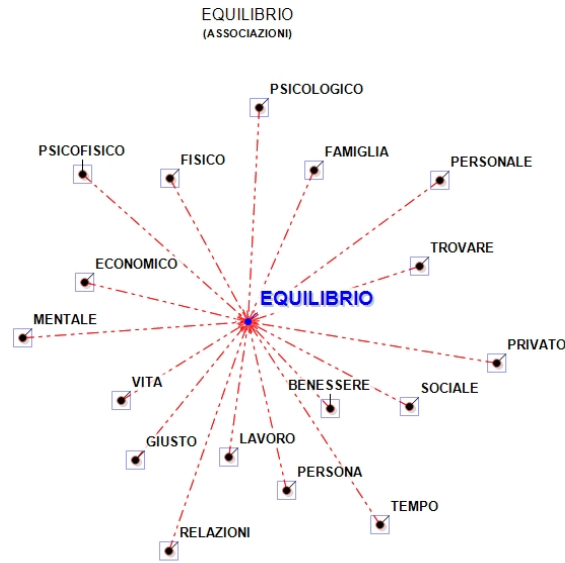 EQUILIBRIO
(ASSOCIAZIONI)
PSICOLOGICO
PSICOFISICO
FISICO
FAMIGLIA
PERSONALE
TROVARE
ECONOMICO
EQUILIBRIO
MENTALE
PRIVATO
VITA
BENESSERE
SOCIALE
GIUSTO
LAVORO
PERSONA
TEMPO
RELAZIONI